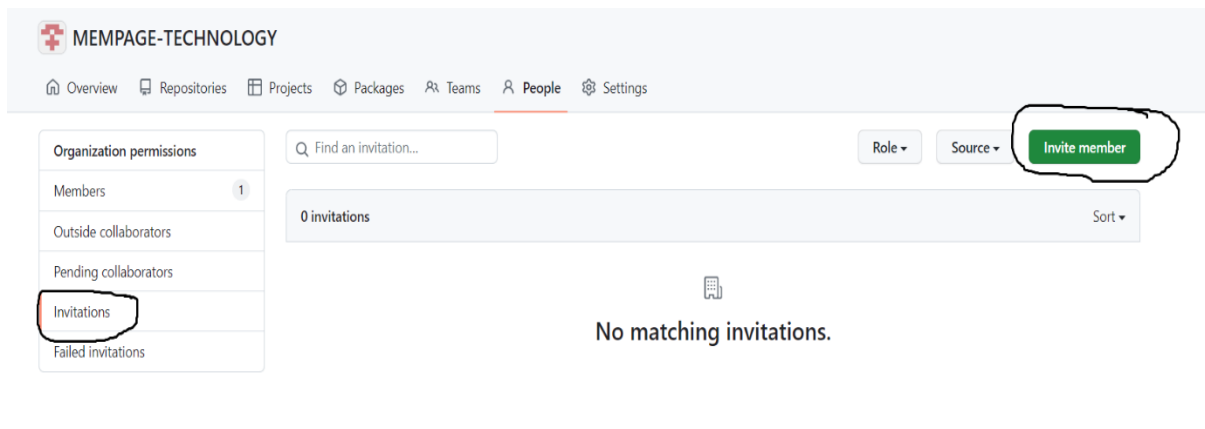 MEMPAGE-TECHNOLOGY
Overview Repositories Projects Packages Teams People Settings
Organization permissions
Members 1
Outside collaborators
Pending collaborators
Invitations
Failed invitations
Find an invitation... Role Source Invite member
0 invitations Sort
No matching invitations.